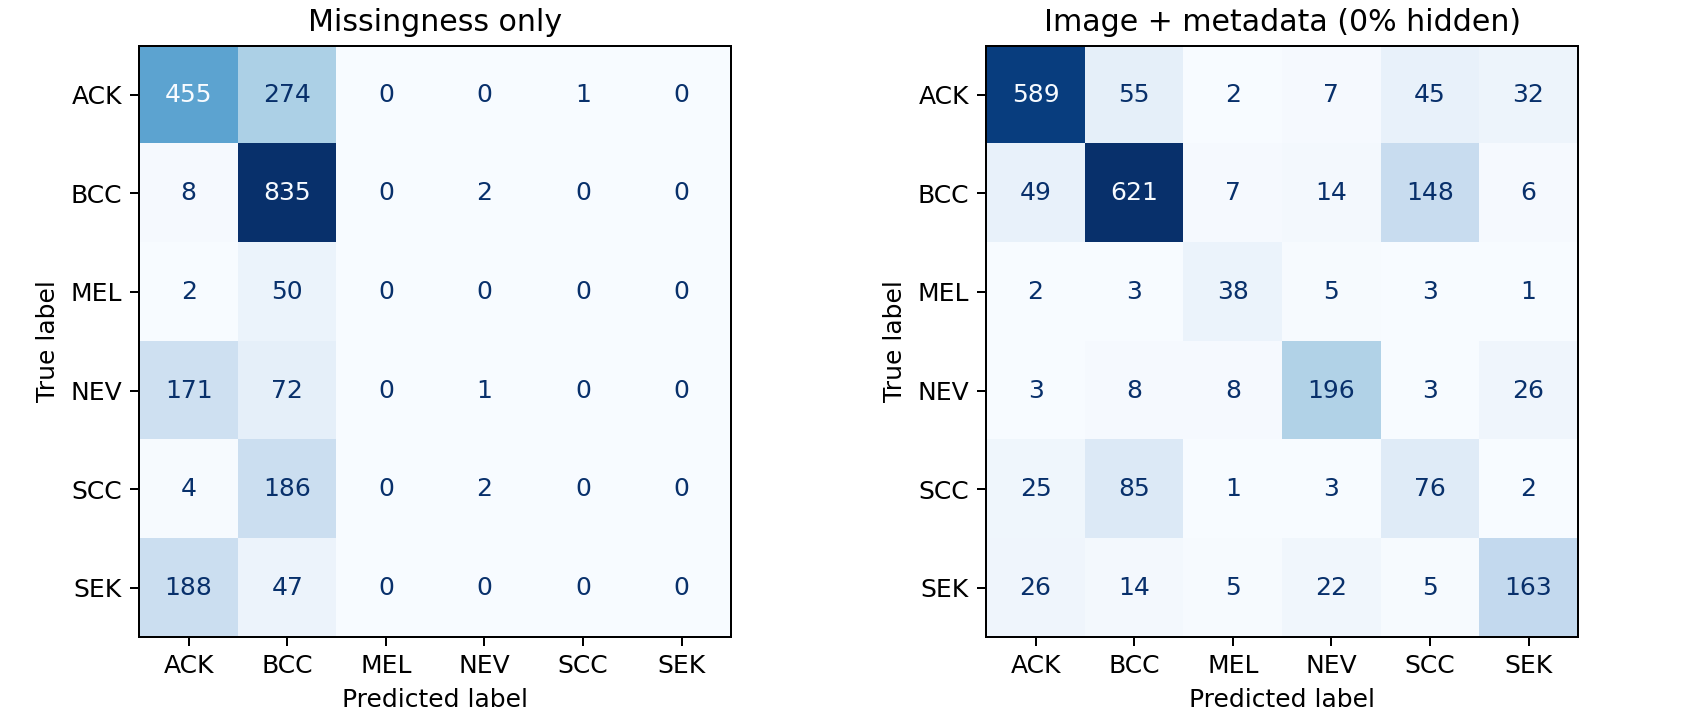 Missingness only
ACK 455 274 0 0 1 0
BCC 8 835 0 2 0 0
MEL 2 50 0 0 0 0
NEV 171 72 0 1 0 0
SCC 4 186 0 2 0 0
SEK 188 47 0 0 0 0
ACK BCC MEL NEV SCC SEK
Predicted label
True label
Image + metadata (0% hidden)
ACK 589 55 2 7 45 32
BCC 49 621 7 14 148 6
MEL 2 3 38 5 3 1
NEV 3 8 8 196 3 26
SCC 25 85 1 3 76 2
SEK 26 14 5 22 5 163
ACK BCC MEL NEV SCC SEK
Predicted label
True label